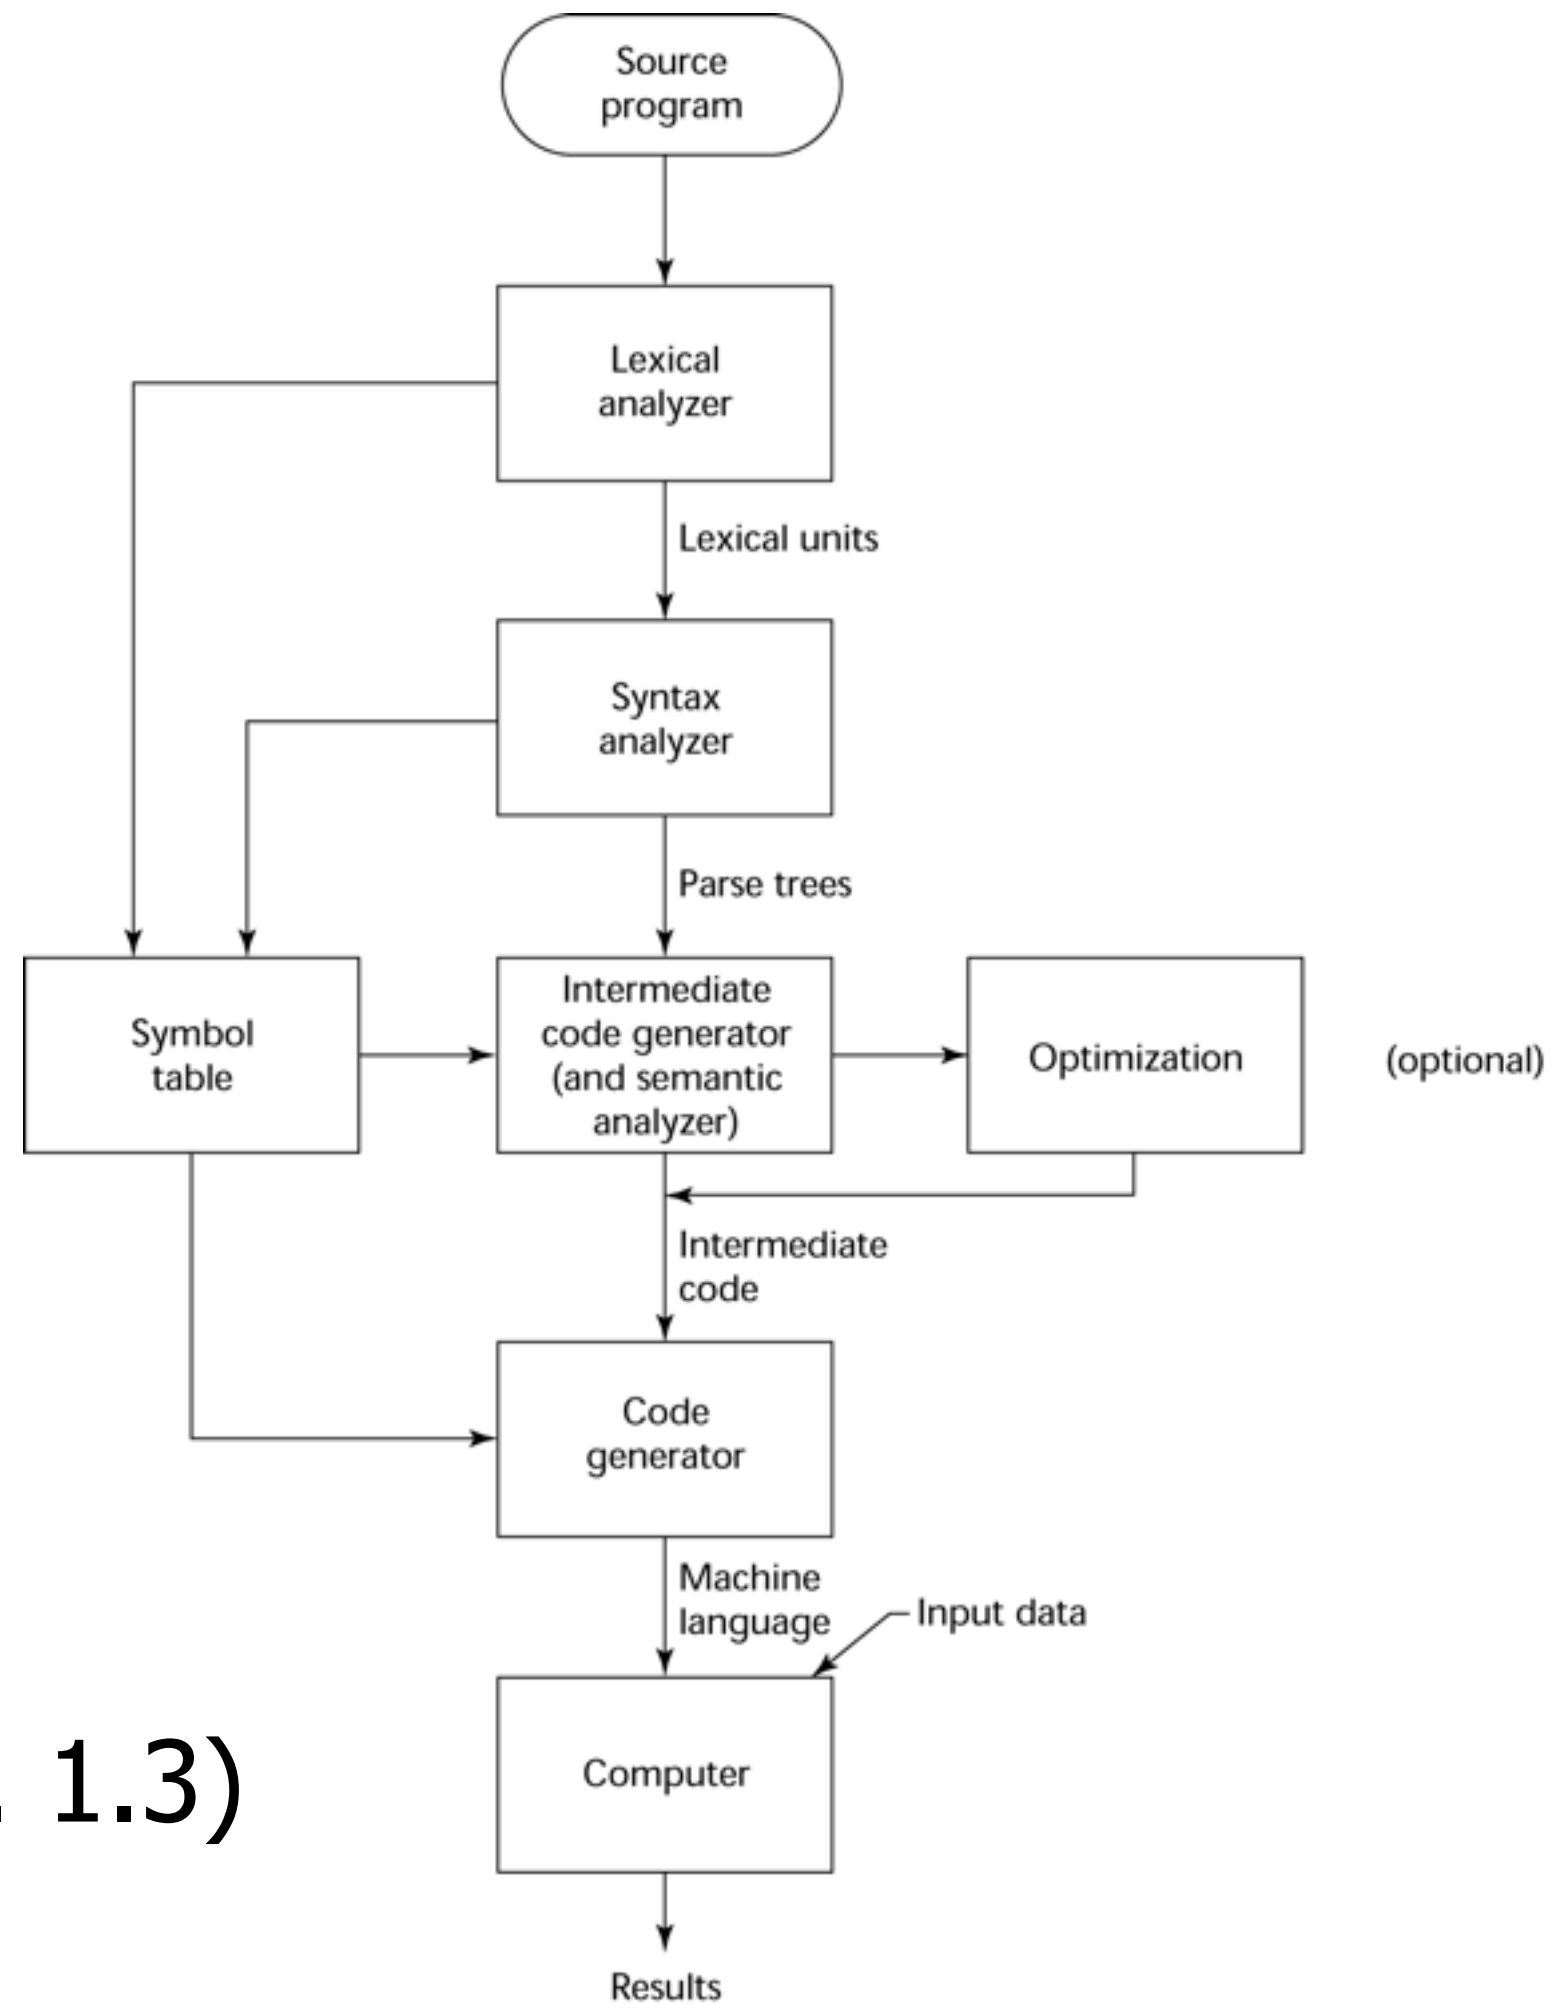 Source
program
Lexical
analyzer
Lexical units
Syntax
analyzer
Parse trees
Symbol
table
Intermediate
code generator
(and semantic
analyzer)
Optimization
(optional)
Intermediate
code
Code
generator
Machine
language
Input data
Computer
. 1.3)
Results